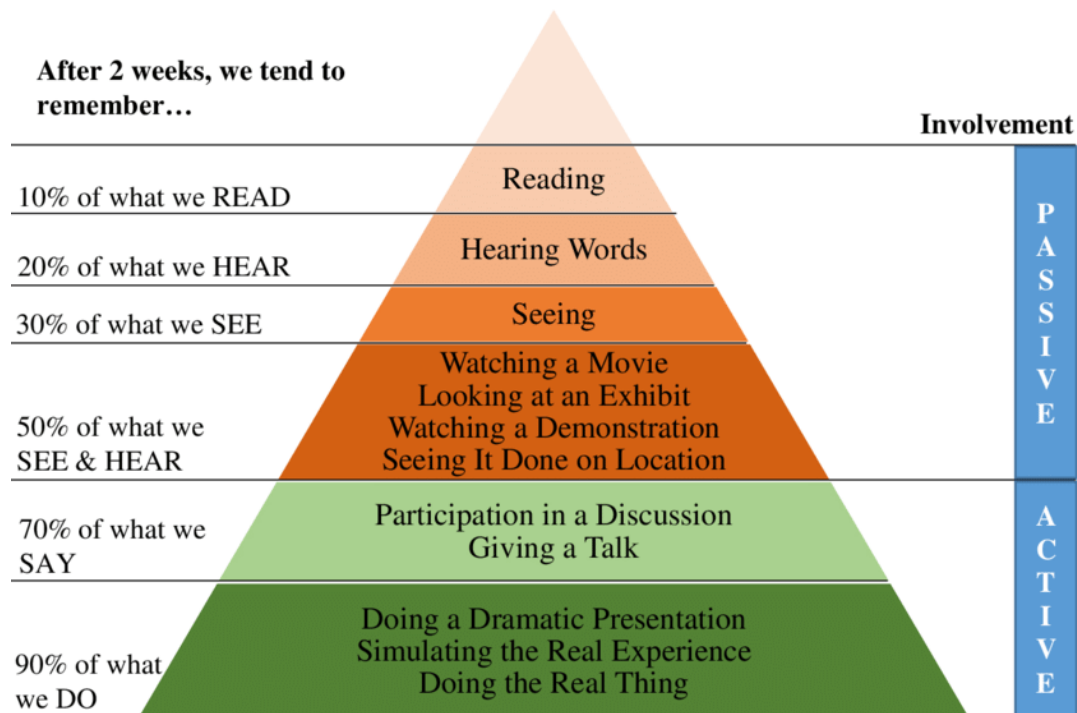 After 2 weeks, we tend to
remember…
Involvement
10% of what we READ
Reading
20% of what we HEAR
Hearing Words
30% of what we SEE
Seeing
50% of what we
SEE & HEAR
Watching a Movie
Looking at an Exhibit
Watching a Demonstration
Seeing It Done on Location
PASSIVE
70% of what we
SAY
Participation in a Discussion
Giving a Talk
90% of what
we DO
Doing a Dramatic Presentation
Simulating the Real Experience
Doing the Real Thing
ACTIVE